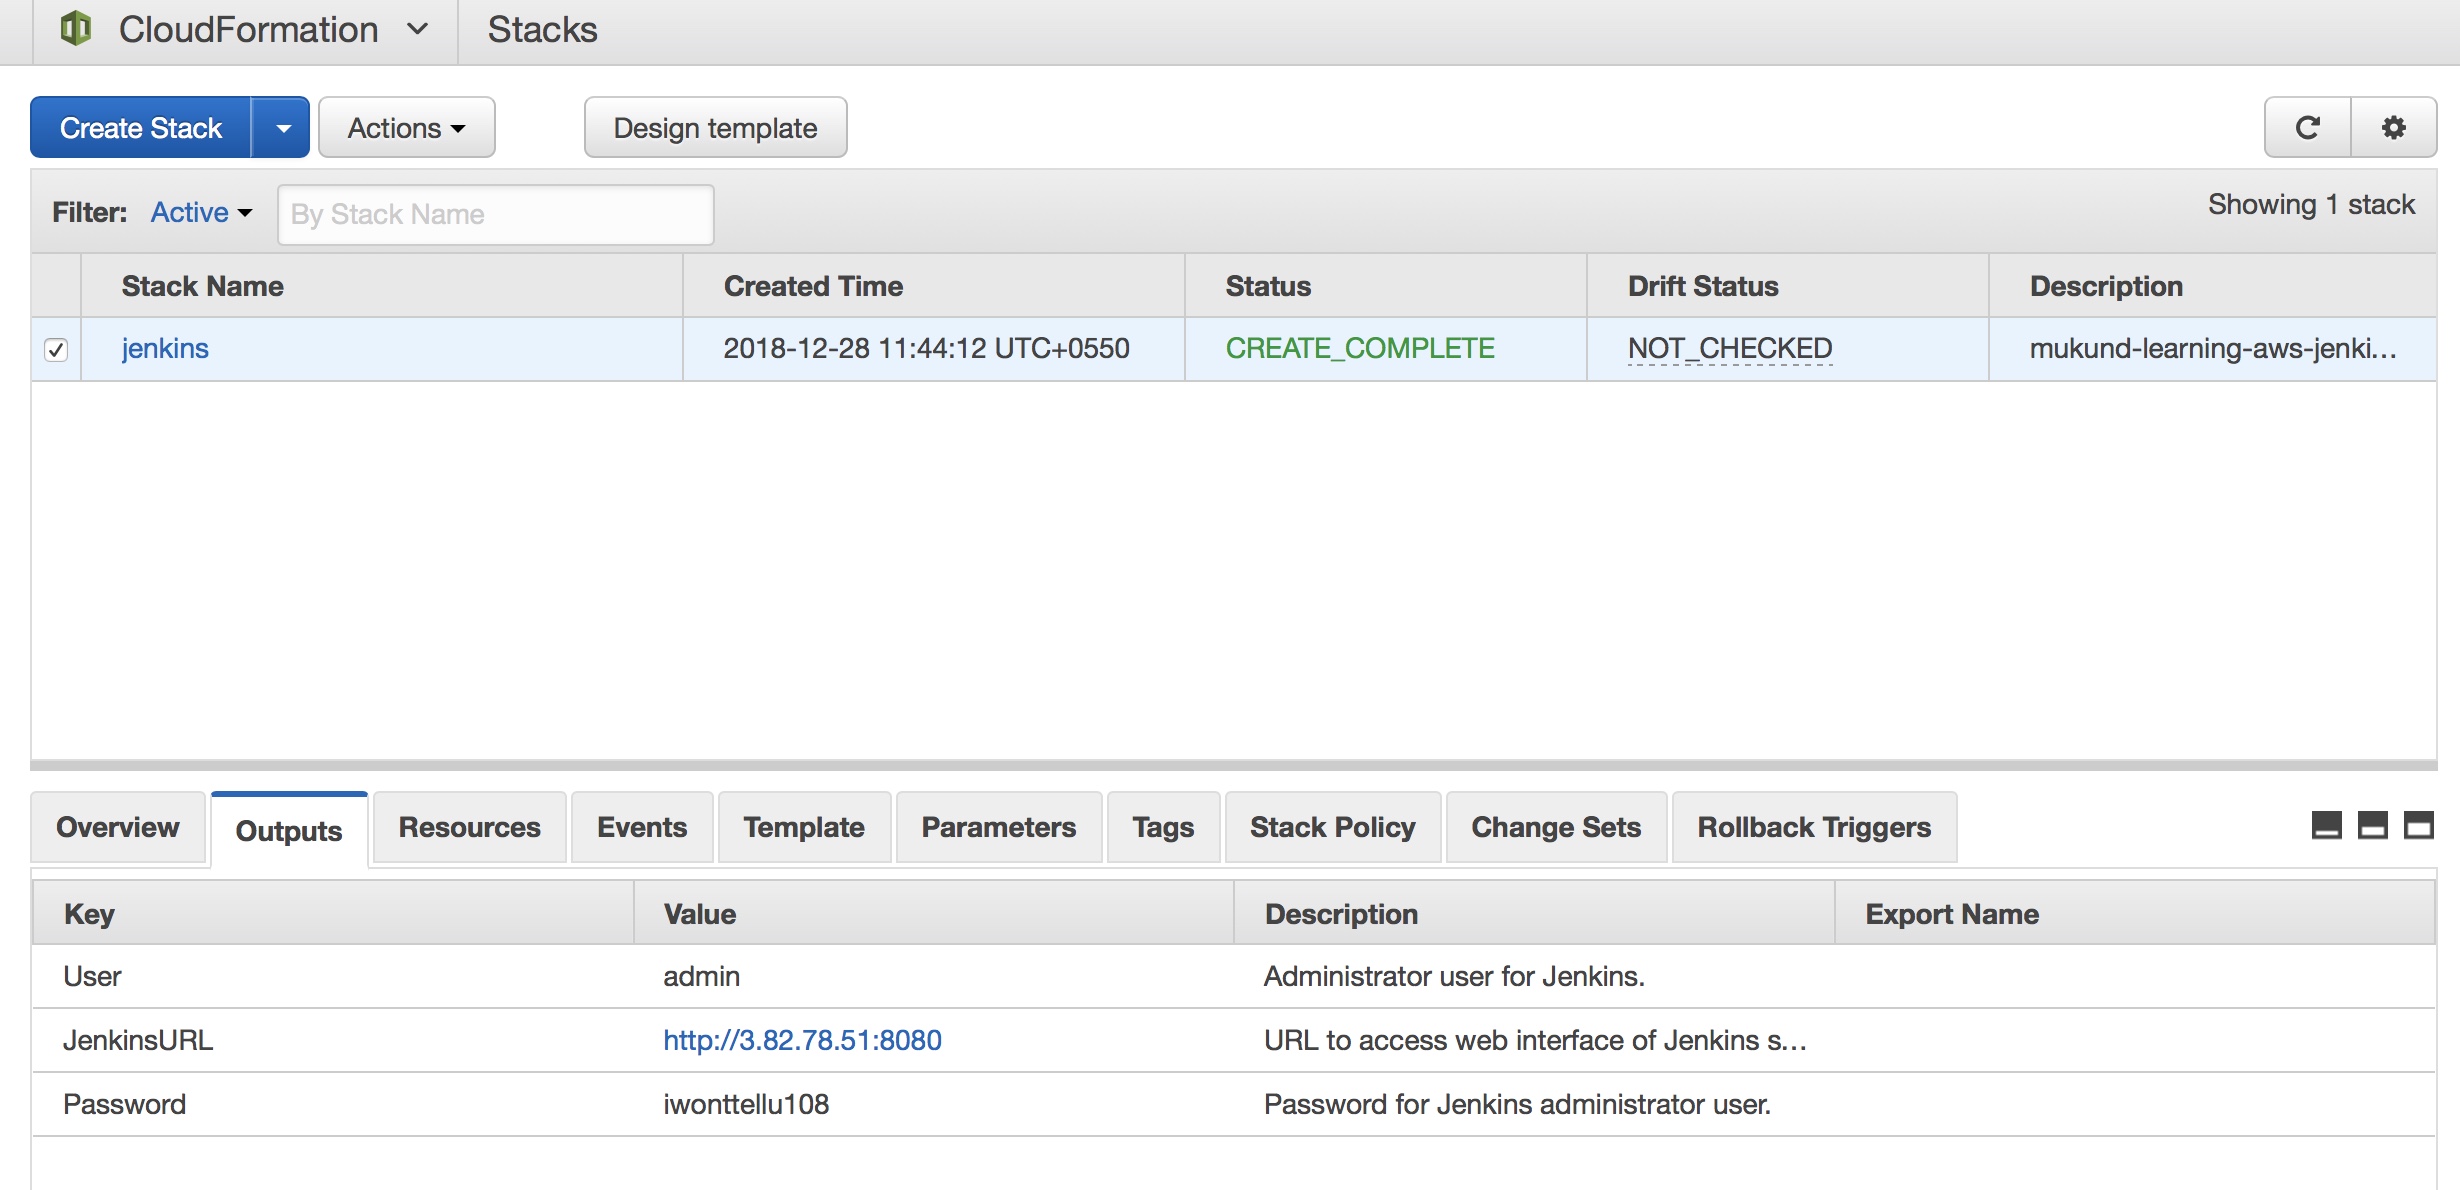 CloudFormation Stacks
Create Stack Actions Design template
Filter: Active By Stack Name Showing 1 stack
Stack Name Created Time Status Drift Status Description
jenkins 2018-12-28 11:44:12 UTC+0550 CREATE_COMPLETE NOT_CHECKED mukund-learning-aws-jenki...
Overview Outputs Resources Events Template Parameters Tags Stack Policy Change Sets Rollback Triggers
Key Value Description Export Name
User admin Administrator user for Jenkins.
JenkinsURL http://3.82.78.51:8080 URL to access web interface of Jenkins s...
Password iwonttellu108 Password for Jenkins administrator user.